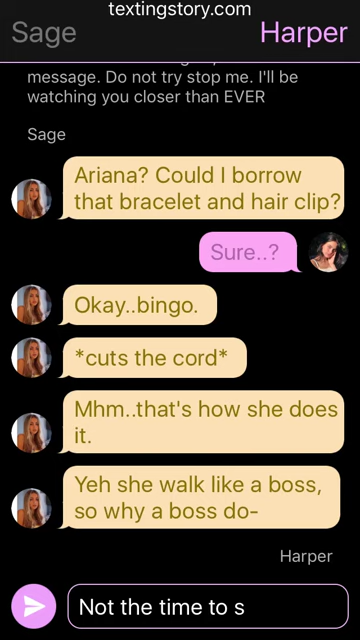 textingstory.com
Sage
Harper
message. Do not try stop me. I'll be
watching you closer than EVER
Sage
Ariana? Could I borrow
that bracelet and hair clip?
Sure..?
Okay..bingo.
*cuts the cord*
Mhm..that's how she does
it.
Yeh she walk like a boss,
so why a boss do-
Harper
Not the time to s